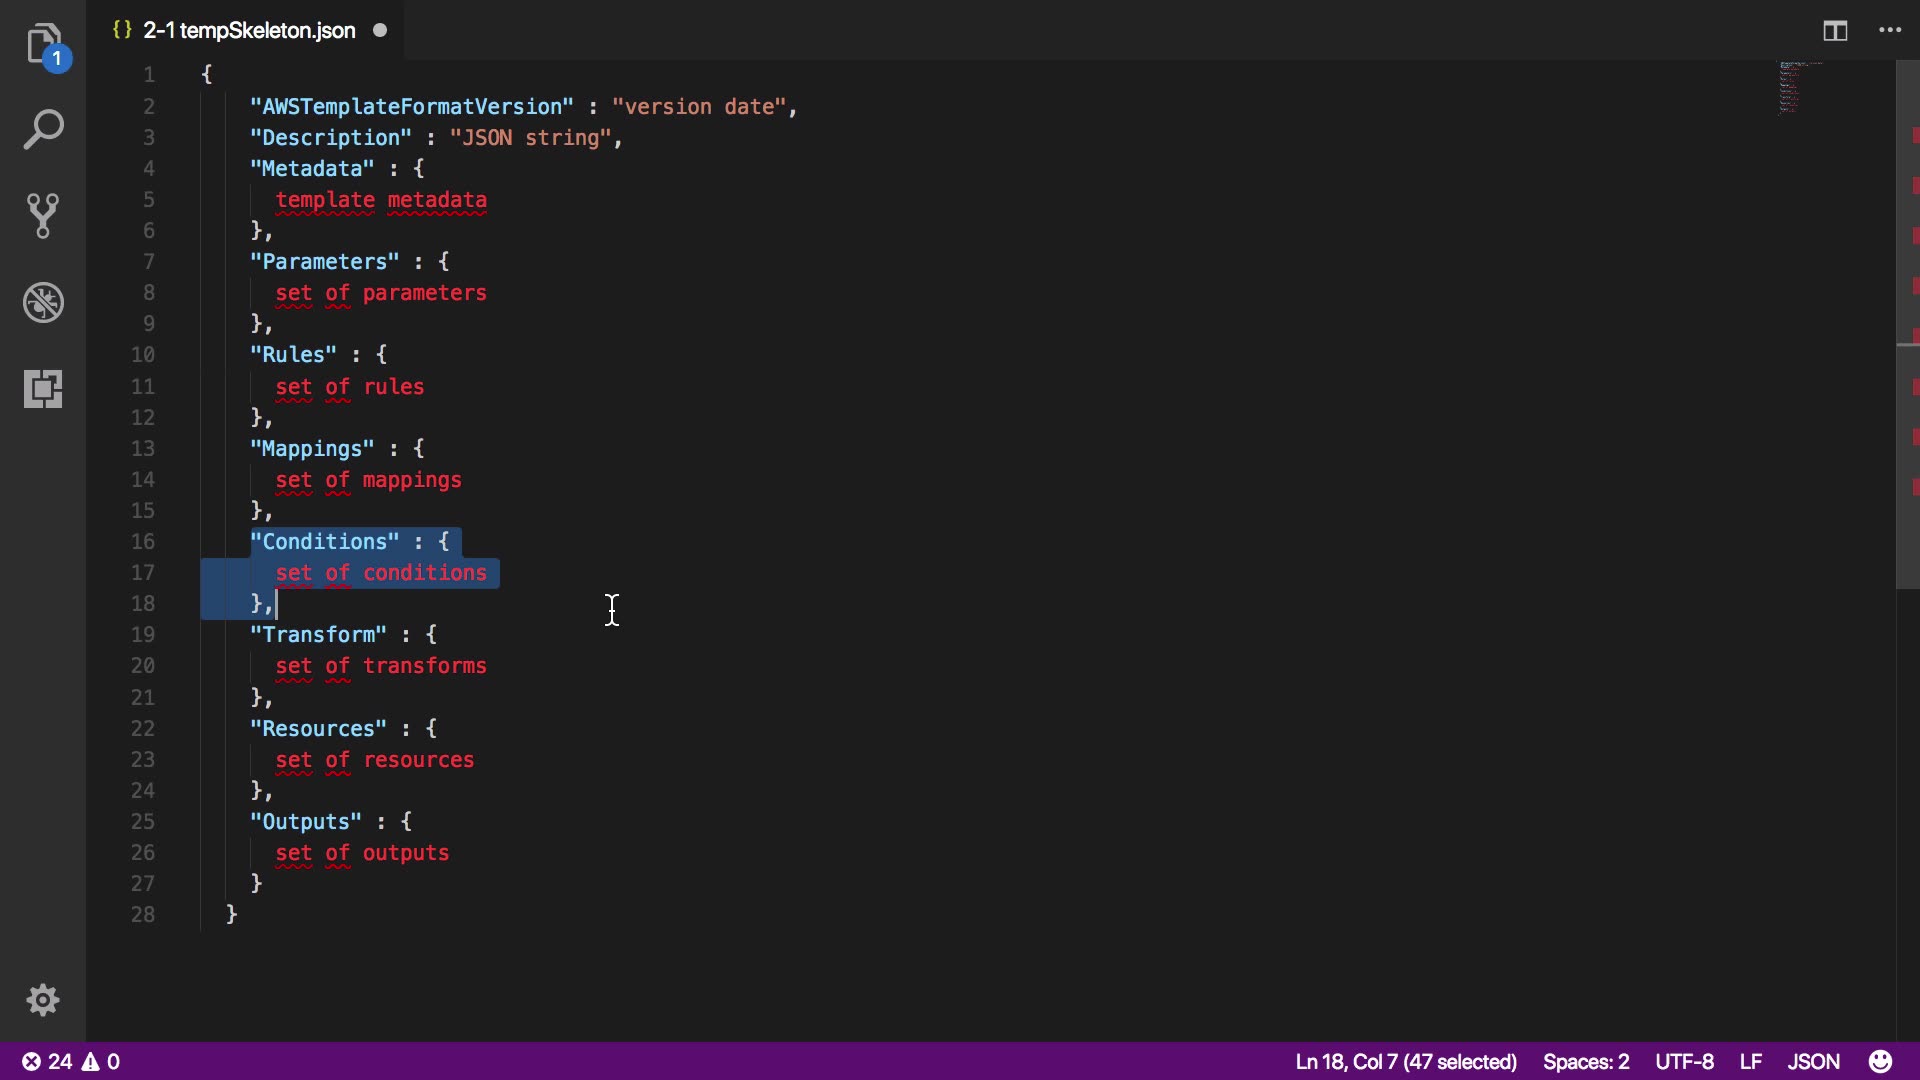 {} 2-1 tempSkeleton.json
1
1 {
2 "AWSTemplateFormatVersion" : "version date",
3 "Description" : "JSON string",
4 "Metadata" : {
5 template metadata
6 },
7 "Parameters" : {
8 set of parameters
9 },
10 "Rules" : {
11 set of rules
12 },
13 "Mappings" : {
14 set of mappings
15 },
16 "Conditions" : {
17 set of conditions
18 },
19 "Transform" : {
20 set of transforms
21 },
22 "Resources" : {
23 set of resources
24 },
25 "Outputs" : {
26 set of outputs
27 }
28 }
24 0 Ln 18, Col 7 (47 selected) Spaces: 2 UTF-8 LF JSON